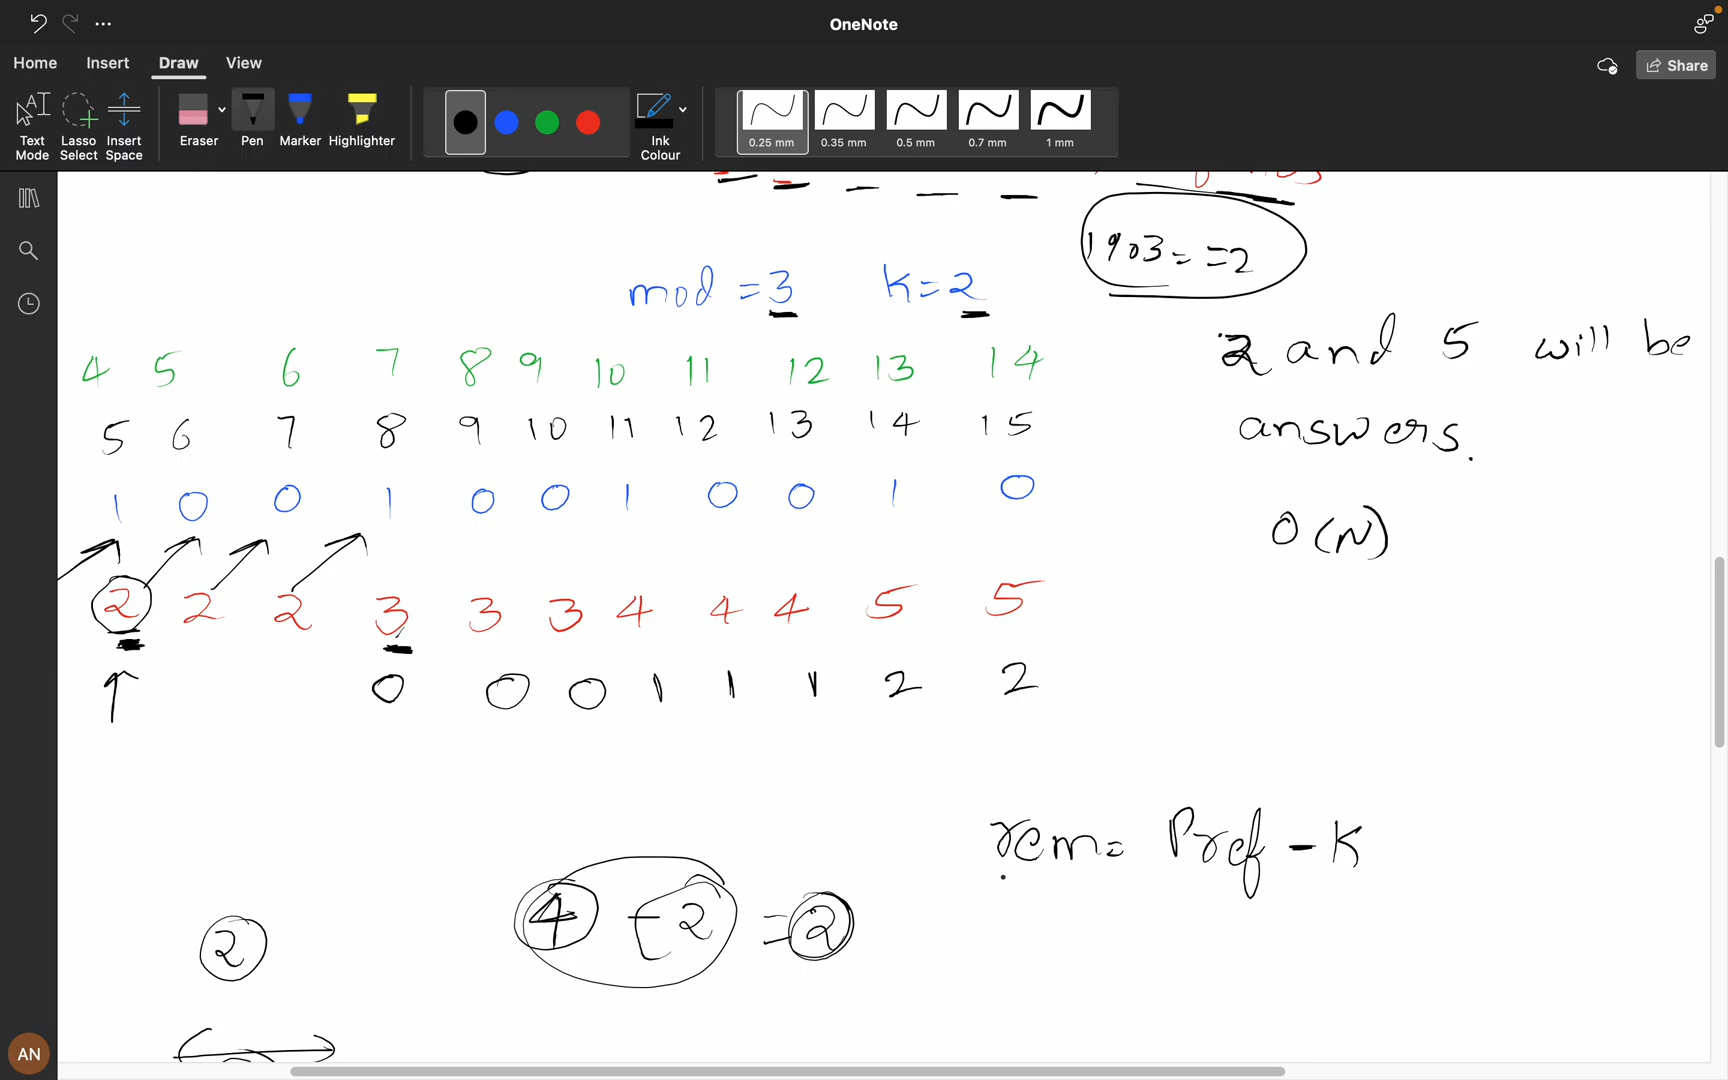 OneNote
Home Insert Draw View
Share
Text Mode
Lasso Select
Insert Space
Eraser
Pen
Marker
Highlighter
Ink Colour
0.25 mm
0.35 mm
0.5 mm
0.7 mm
1 mm
1%3==2
mod = 3 k=2
2 and 5 will be
answers.
4 5 6 7 8 9 10 11 12 13 14
5 6 7 8 9 10 11 12 13 14 15
1 0 0 1 0 0 1 0 0 1 0
O(N)
2 2 2 3 3 3 4 4 4 5 5
0 0 0 1 1 1 2 2
rem= Pref - K
4 - 2 = 2
2
AN